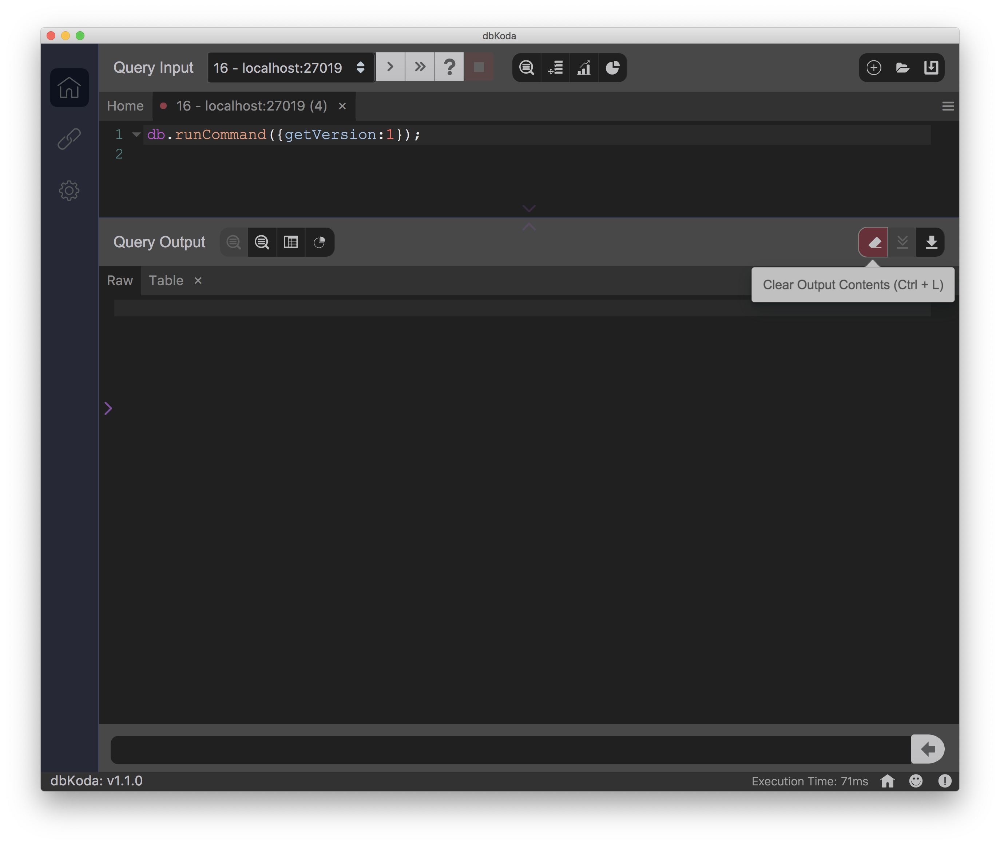 dbKoda
Query Input
16 - localhost:27019
?
Home
16 - localhost:27019 (4) ×
1 db.runCommand({getVersion:1});
2
Query Output
Raw
Table ×
Clear Output Contents (Ctrl + L)
dbKoda: v1.1.0
Execution Time: 71ms